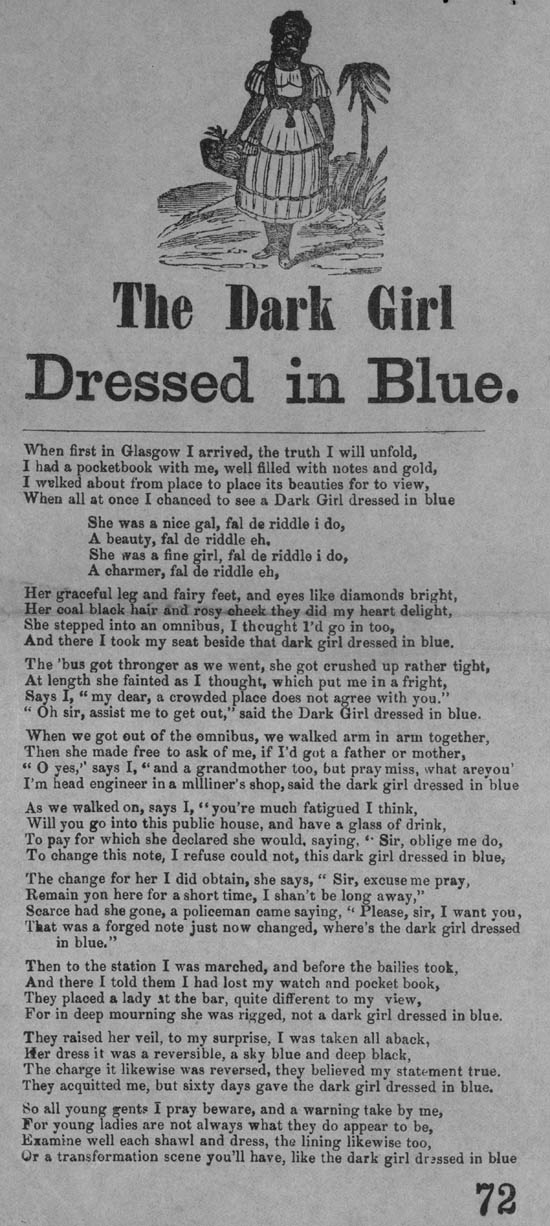 The Dark Girl
Dressed in Blue.
When first in Glasgow I arrived, the truth I will unfold,
I had a pocketbook with me, well filled with notes and gold,
I walked about from place to place its beauties for to view,
When all at once I chanced to see a Dark Girl dressed in blue
She was a nice gal, fal de riddle i do,
A beauty, fal de riddle eh,
She was a fine girl, fal de riddle i do,
A charmer, fal de riddle eh,
Her graceful leg and fairy feet, and eyes like diamonds bright,
Her coal black hair and rosy cheek they did my heart delight,
She stepped into an omnibus, I thought I'd go in too,
And there I took my seat beside that dark girl dressed in blue.
The 'bus got thronger as we went, she got crushed up rather tight,
At length she fainted as I thought, which put me in a fright,
Says I, "my dear, a crowded place does not agree with you."
"Oh sir, assist me to get out," said the Dark Girl dressed in blue.
When we got out of the omnibus, we walked arm in arm together,
Then she made free to ask of me, if I'd got a father or mother,
"O yes,' says I, "and a grandmother too, but pray miss, what areyou'
I'm head engineer in a mllliner's shop, said the dark girl dressed in blue
As we walked on, says I, "you're much fatigued I think,
Will you go into this public house, and have a glass of drink,
To pay for which she declared she would, saying, "Sir, oblige me do,
To change this note, I refuse could not, this dark girl dressed in blue,
The change for her I did obtain, she says, "Sir, excuse me pray,
Remain yon here for a short time, I shan't be long away,"
Scarce had she gone, a policeman came saying, "Please, sir, I want you,
That was a forged note just now changed, where's the dark girl dressed
in blue."
Then to the station I was marched, and before the bailies took,
And there I told them I had lost my watch and pocket book,
They placed a lady at the bar, quite different to my view,
For in deep mourning she was rigged, not a dark girl dressed in blue.
They raised her veil, to my surprise, I was taken all aback,
Her dress it was a reversible, a sky blue and deep black,
The charge it likewise was reversed, they believed my statement true.
They acquitted me, but sixty days gave the dark girl dressed in blue.
So all young gents I pray beware, and a warning take by me,
For young ladies are not always what they do appear to be,
Examine well each shawl and dress, the lining likewise too,
Or a transformation scene you'll have, like the dark girl dressed in blue
72